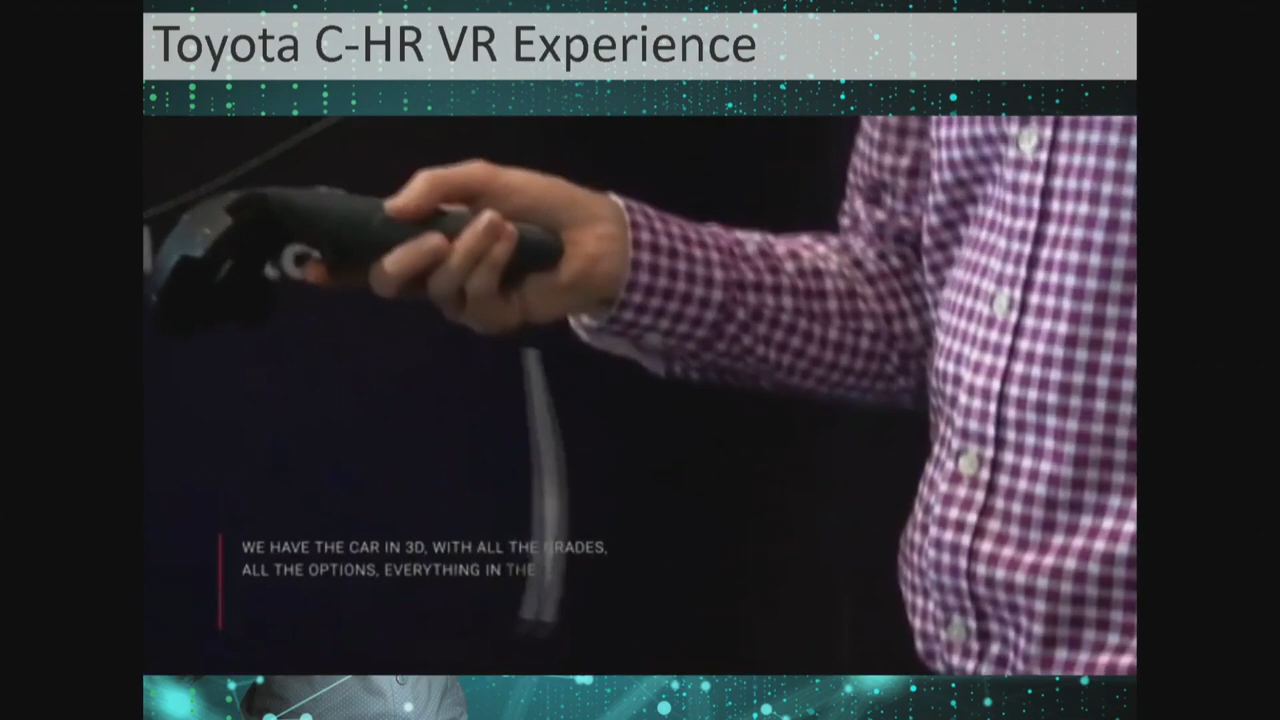 Toyota C-HR VR Experience
WE HAVE THE CAR IN 3D, WITH ALL THE GRADES,
ALL THE OPTIONS, EVERYTHING IN THE